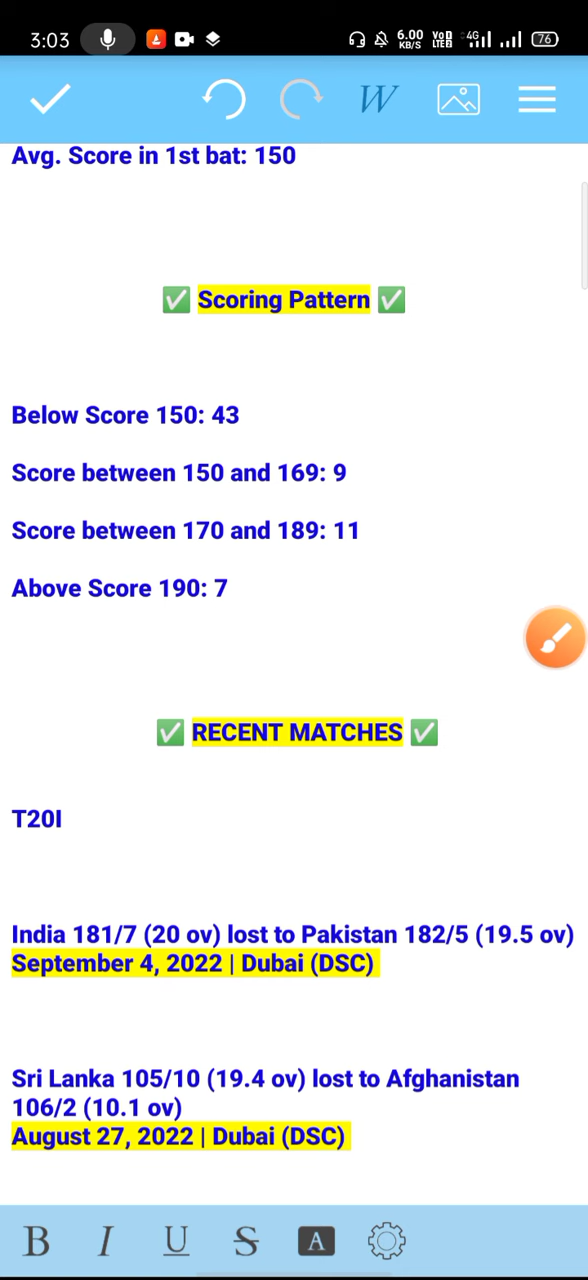 3:03
6.00 KB/S
VoD LTE
4G
76
W
Avg. Score in 1st bat: 150
✅ Scoring Pattern ✅
Below Score 150: 43
Score between 150 and 169: 9
Score between 170 and 189: 11
Above Score 190: 7
✅ RECENT MATCHES ✅
T20I
India 181/7 (20 ov) lost to Pakistan 182/5 (19.5 ov)
September 4, 2022 | Dubai (DSC)
Sri Lanka 105/10 (19.4 ov) lost to Afghanistan
106/2 (10.1 ov)
August 27, 2022 | Dubai (DSC)
B I U S A